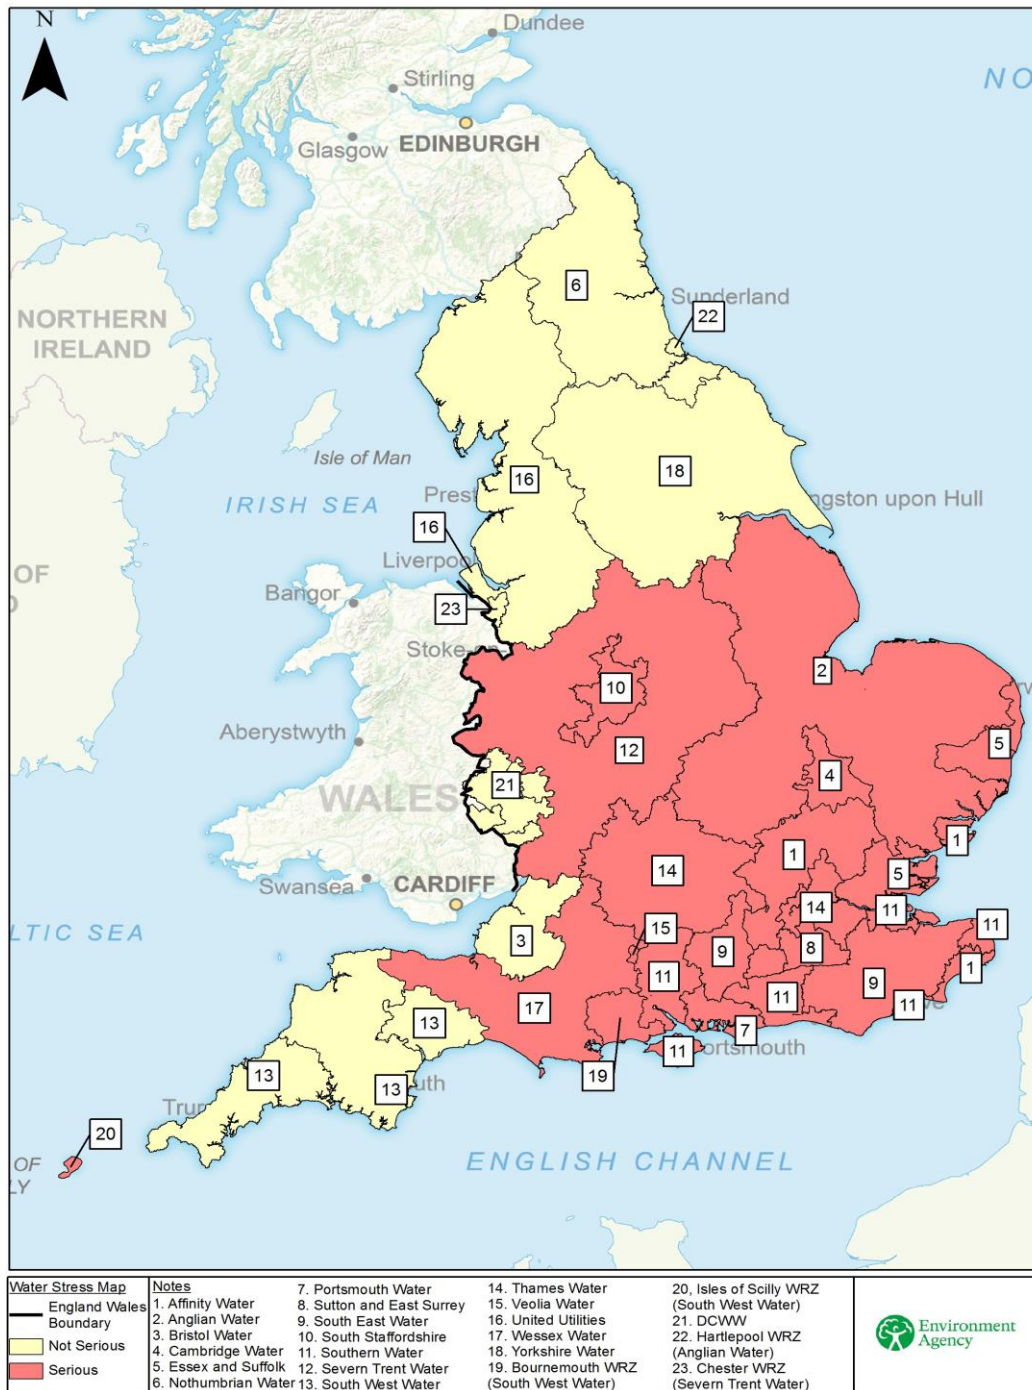 N
Dundee
NO
Stirling
Glasgow
EDINBURGH
6
Sunderland
22
NORTHERN
IRELAND
Isle of Man
16
18
Prest
IRISH SEA
ngston upon Hull
16
Liverpool
OF
Bangor
23
Stoke-on
10
2
Aberystwyth
12
5
21
4
WALES
1
1
14
5
Swansea
CARDIFF
14
11
11
LTIC SEA
3
15
9
8
1
11
9
17
11
11
13
7
ve
11
ortsmouth
13
13
uth
19
Trur
20
OF
LY
ENGLISH CHANNEL
Water Stress Map
England Wales
Boundary
Not Serious
Serious
Notes
1. Affinity Water
2. Anglian Water
3. Bristol Water
4. Cambridge Water
5. Essex and Suffolk
6. Nothumbrian Water
7. Portsmouth Water
8. Sutton and East Surrey
9. South East Water
10. South Staffordshire
11. Southern Water
12. Severn Trent Water
13. South West Water
14. Thames Water
15. Veolia Water
16. United Utilities
17. Wessex Water
18. Yorkshire Water
19. Bournemouth WRZ
(South West Water)
20, Isles of Scilly WRZ
(South West Water)
21. DCWW
22. Hartlepool WRZ
(Anglian Water)
23. Chester WRZ
(Severn Trent Water)
Environment
Agency